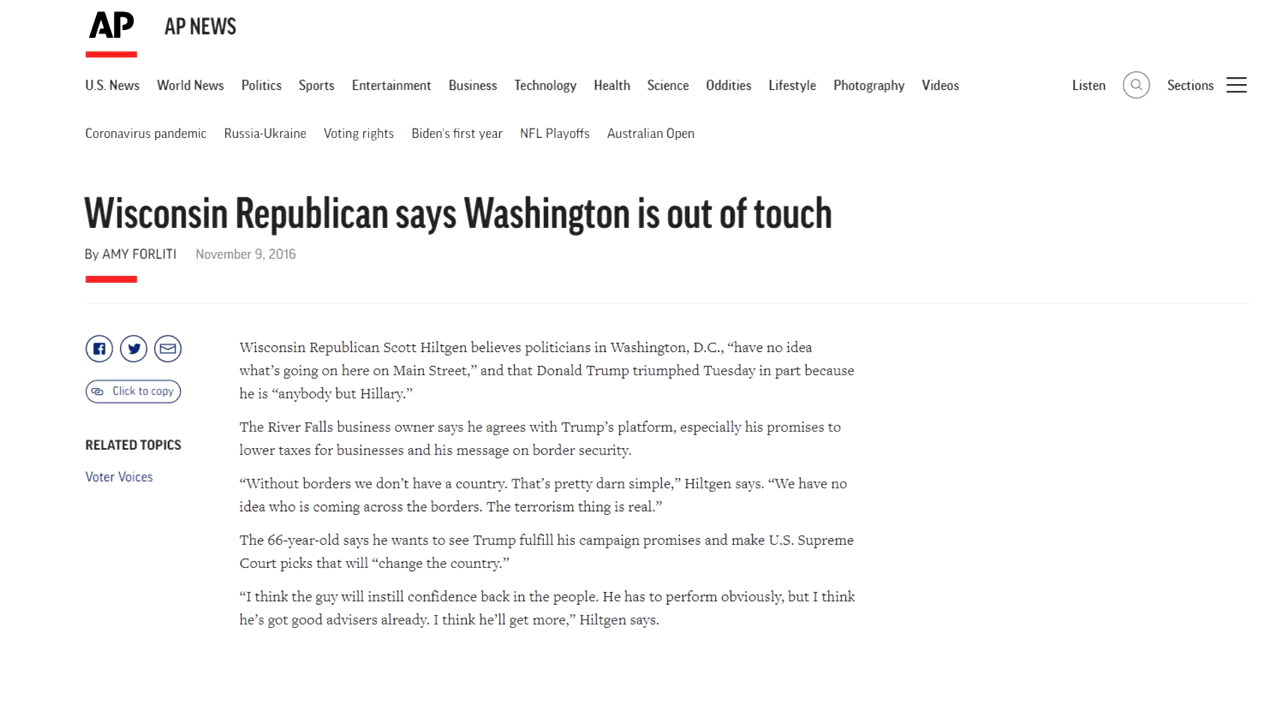 AP AP NEWS
U.S. News World News Politics Sports Entertainment Business Technology Health Science Oddities Lifestyle Photography Videos Listen Sections
Coronavirus pandemic Russia-Ukraine Voting rights Biden's first year NFL Playoffs Australian Open
Wisconsin Republican says Washington is out of touch
By AMY FORLITI November 9, 2016
Click to copy
RELATED TOPICS
Voter Voices
Wisconsin Republican Scott Hiltgen believes politicians in Washington, D.C., “have no idea
what’s going on here on Main Street,” and that Donald Trump triumphed Tuesday in part because
he is “anybody but Hillary.”
The River Falls business owner says he agrees with Trump’s platform, especially his promises to
lower taxes for businesses and his message on border security.
“Without borders we don’t have a country. That’s pretty darn simple,” Hiltgen says. “We have no
idea who is coming across the borders. The terrorism thing is real.”
The 66-year-old says he wants to see Trump fulfill his campaign promises and make U.S. Supreme
Court picks that will “change the country.”
“I think the guy will instill confidence back in the people. He has to perform obviously, but I think
he’s got good advisers already. I think he’ll get more,” Hiltgen says.